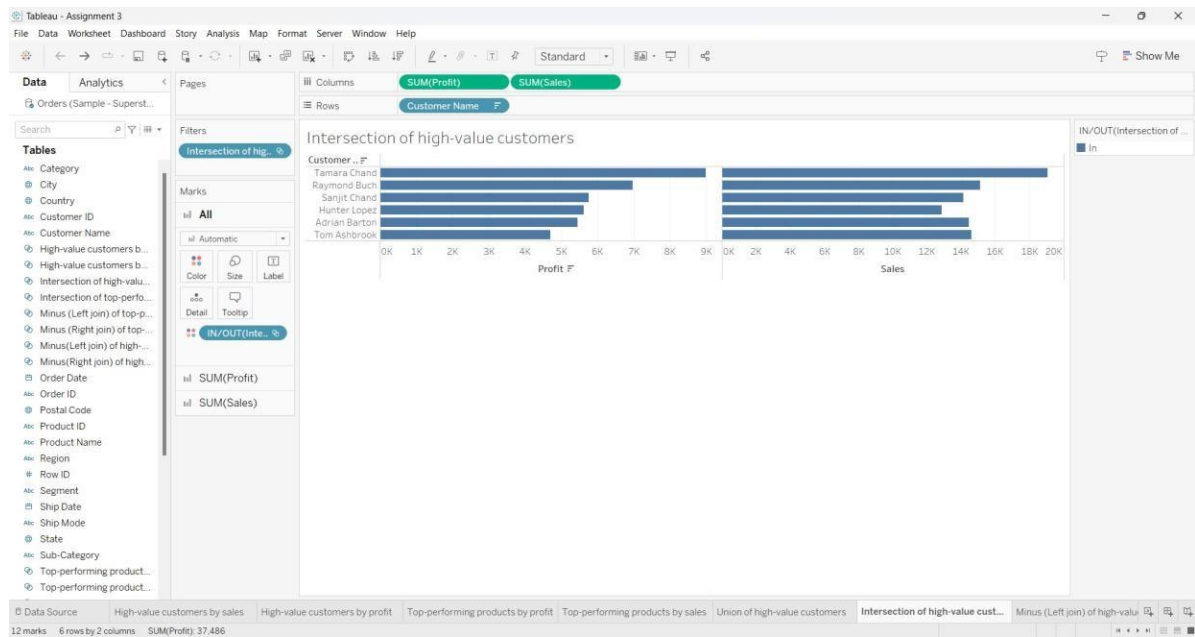 Tableau - Assignment 3
File Data Worksheet Dashboard Story Analysis Map Format Server Window Help
Standard
Show Me
Data Analytics
Orders (Sample - Superst...
Search
Tables
Abc Category
City
Country
Abc Customer ID
Abc Customer Name
High-value customers b...
High-value customers b...
Intersection of high-valu...
Intersection of top-perfo...
Minus (Left join) of top-p...
Minus (Right join) of top-...
Minus(Left join) of high-...
Minus(Right join) of high...
Order Date
Abc Order ID
Postal Code
Abc Product ID
Abc Product Name
Abc Region
# Row ID
Abc Segment
Ship Date
Abc Ship Mode
State
Abc Sub-Category
Top-performing product...
Top-performing product...
Pages
Filters
Intersection of hig..
Marks
All
Automatic
Color Size Label
Detail Tooltip
IN/OUT(Inte..
SUM(Profit)
SUM(Sales)
Columns SUM(Profit) SUM(Sales)
Rows Customer Name
Intersection of high-value customers
Customer ..
Tamara Chand
Raymond Buch
Sanjit Chand
Hunter Lopez
Adrian Barton
Tom Ashbrook
0K 1K 2K 3K 4K 5K 6K 7K 8K 9K 0K 2K 4K 6K 8K 10K 12K 14K 16K 18K 20K
Profit Sales
IN/OUT(Intersection of ...
In
Data Source High-value customers by sales High-value customers by profit Top-performing products by profit Top-performing products by sales Union of high-value customers Intersection of high-value cust... Minus (Left join) of high-valu
12 marks 6 rows by 2 columns SUM(Profit): 37,486